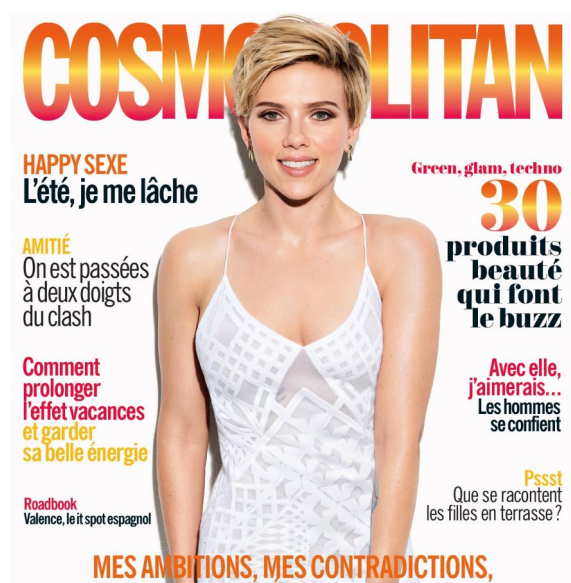 COSMOPOLITAN
HAPPY SEXE
L'été, je me lâche
AMITIÉ
On est passées
à deux doigts
du clash
Comment
prolonger
l'effet vacances
et garder
sa belle énergie
Roadbook
Valence, le it spot espagnol
Green, glam, techno
30
produits
beauté
qui font
le buzz
Avec elle,
j'aimerais...
Les hommes
se confient
Pssst
Que se racontent
les filles en terrasse ?
MES AMBITIONS, MES CONTRADICTIONS,